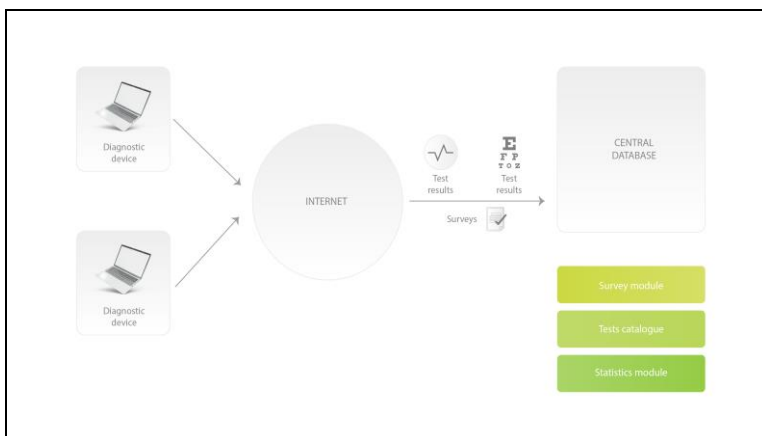 Diagnostic
device
Diagnostic
device
INTERNET
E
F P
T O Z
Test
results
Test
results
Surveys
CENTRAL
DATABASE
Survey module
Tests catalogue
Statistics module